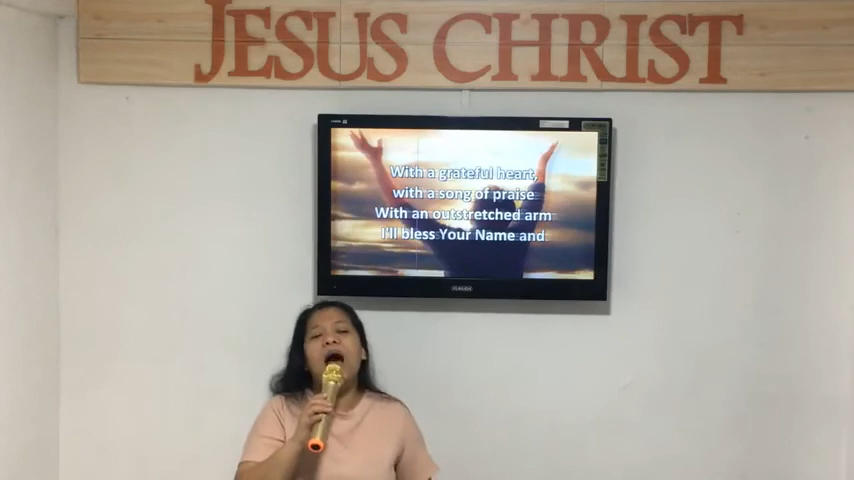 JESUS CHRIST
With a grateful heart,
with a song of praise
With an outstretched arm
I'll bless Your Name and